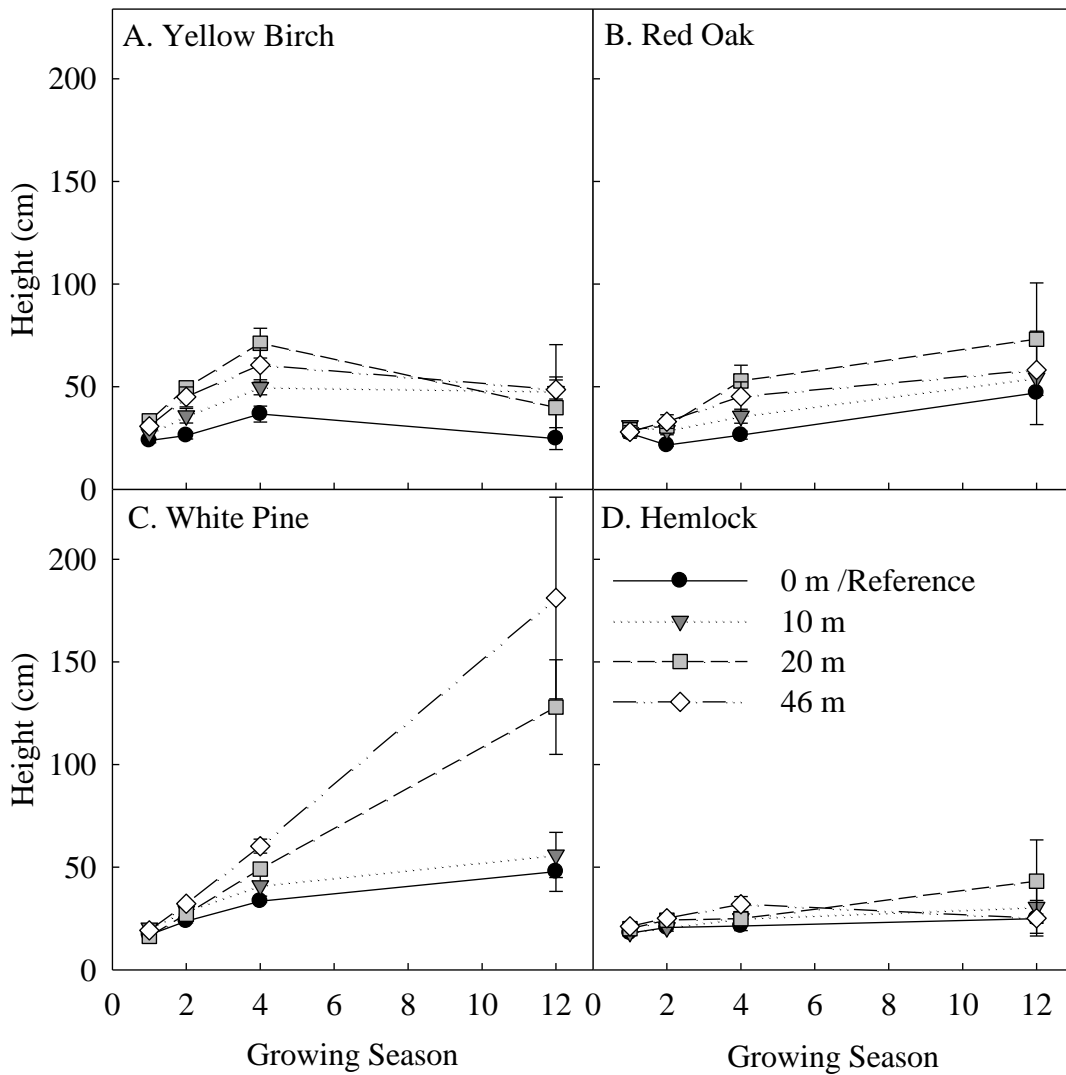 A. Yellow Birch
B. Red Oak
200
150
100
50
0
Height (cm)
C. White Pine
D. Hemlock
0 m /Reference
10 m
20 m
46 m
200
150
100
50
0
Height (cm)
0 2 4 6 8 10 12
0 2 4 6 8 10 12
Growing Season
Growing Season